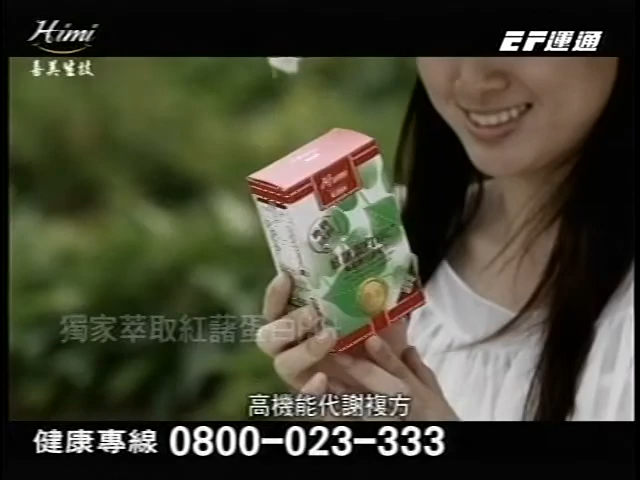 Himi
喜美生技
EF運通
獨家萃取紅藷蛋白
高機能代謝複方
健康專線 0800-023-333